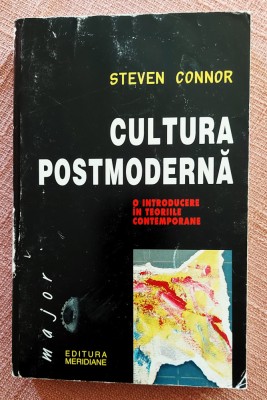 STEVEN CONNOR
CULTURA
POSTMODERNĂ
O INTRODUCERE
ÎN TEORIILE
CONTEMPORANE
major
EDITURA
MERIDIANE